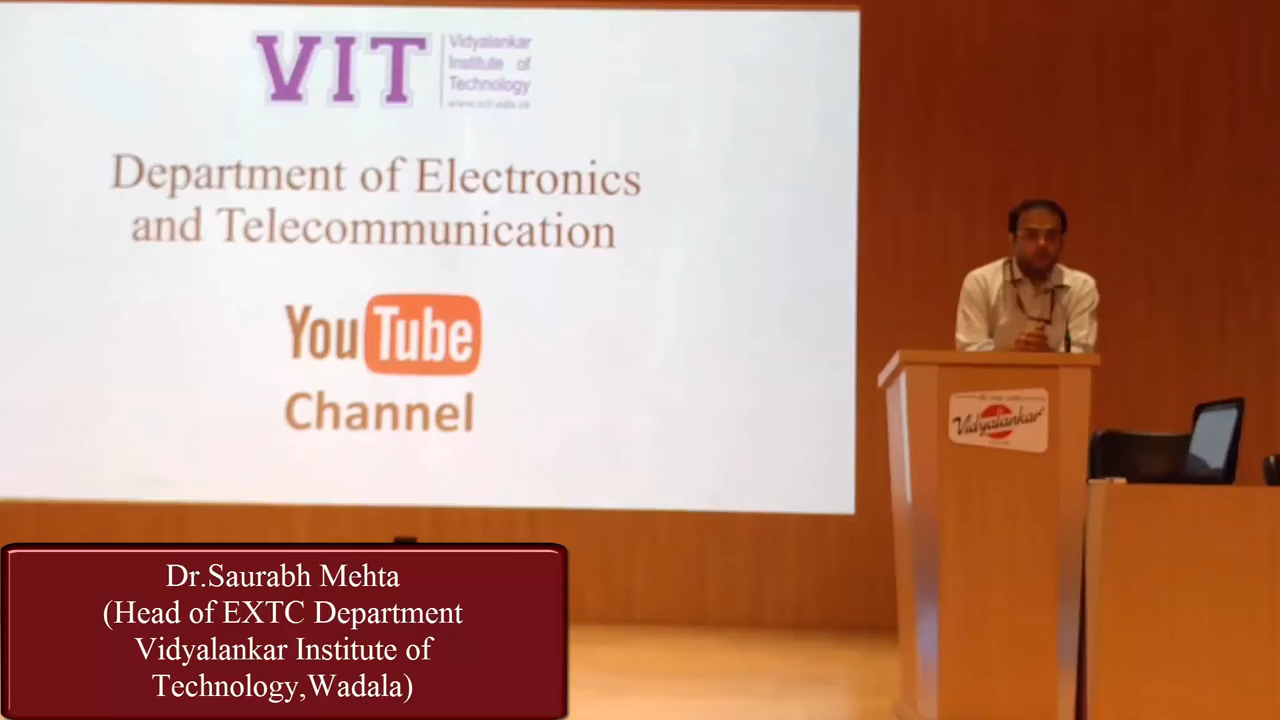 VIT
Vidyalankar
Institute of
Technology
Department of Electronics
and Telecommunication
YouTube
Channel
Vidyalankar
Dr.Saurabh Mehta
(Head of EXTC Department
Vidyalankar Institute of
Technology,Wadala)